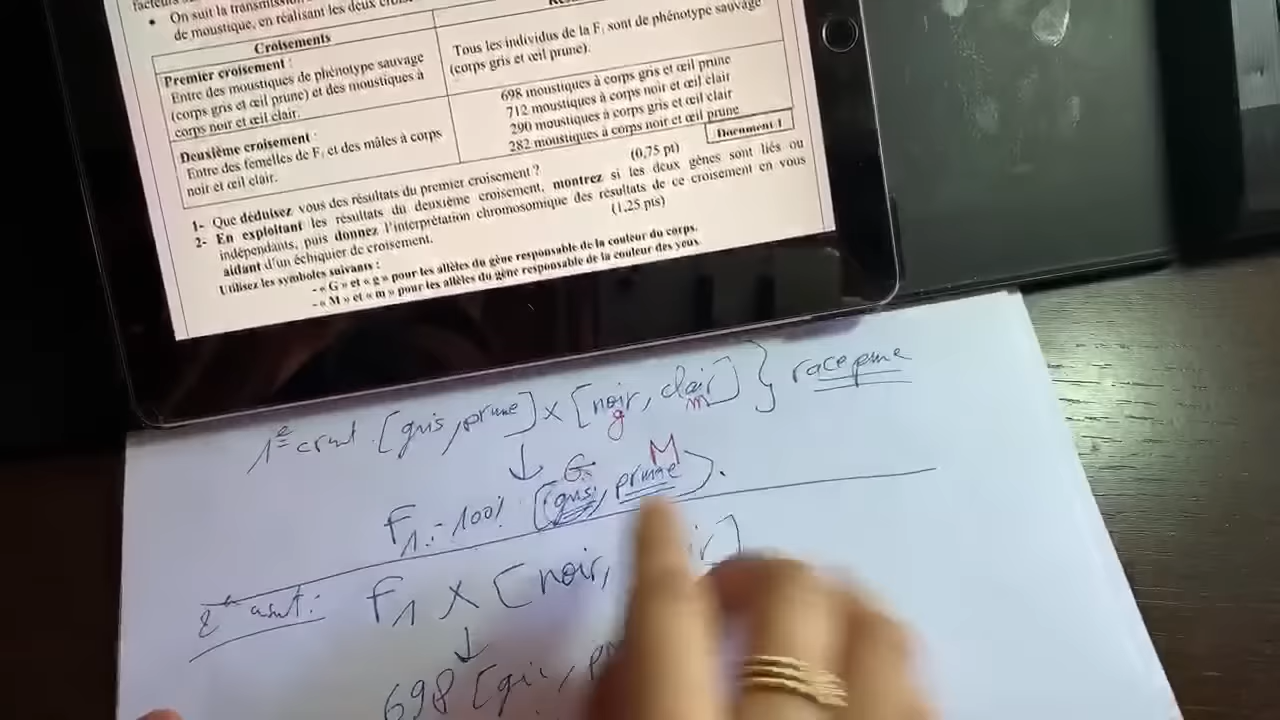 • On suit la
de moustique, en réalisant les deux
Croisements
Premier croisement :
Entre des moustiques de phénotype sauvage
(corps gris et œil prune) et des moustiques à
corps noir et œil clair.
Tous les individus de la F₁ sont de phénotype sauvage
(corps gris et œil prune).
Deuxième croisement :
Entre des femelles de F₁ et des mâles à corps
noir et œil clair.
698 moustiques à corps gris et œil prune
712 moustiques à corps noir et œil clair
290 moustiques à corps gris et œil clair
282 moustiques à corps noir et œil prune
Document 1
1- Que déduisez vous des résultats du premier croisement ? (0,75 pt)
2- En exploitant les résultats du deuxième croisement, montrez si les deux gènes sont liés ou
indépendants, puis donnez l'interprétation chromosomique des résultats de ce croisement en vous
aidant d'un échiquier de croisement. (1,25 pts)
Utilisez les symboles suivants :
- « G » et « g » pour les allèles du gène responsable de la couleur du corps.
- « M » et « m » pour les allèles du gène responsable de la couleur des yeux.
[gris, prune] × [noir, clair] } race pure
g m
G M
F₁ :- 100% [gris, prune].
F₁ × [noir,
698 [gri